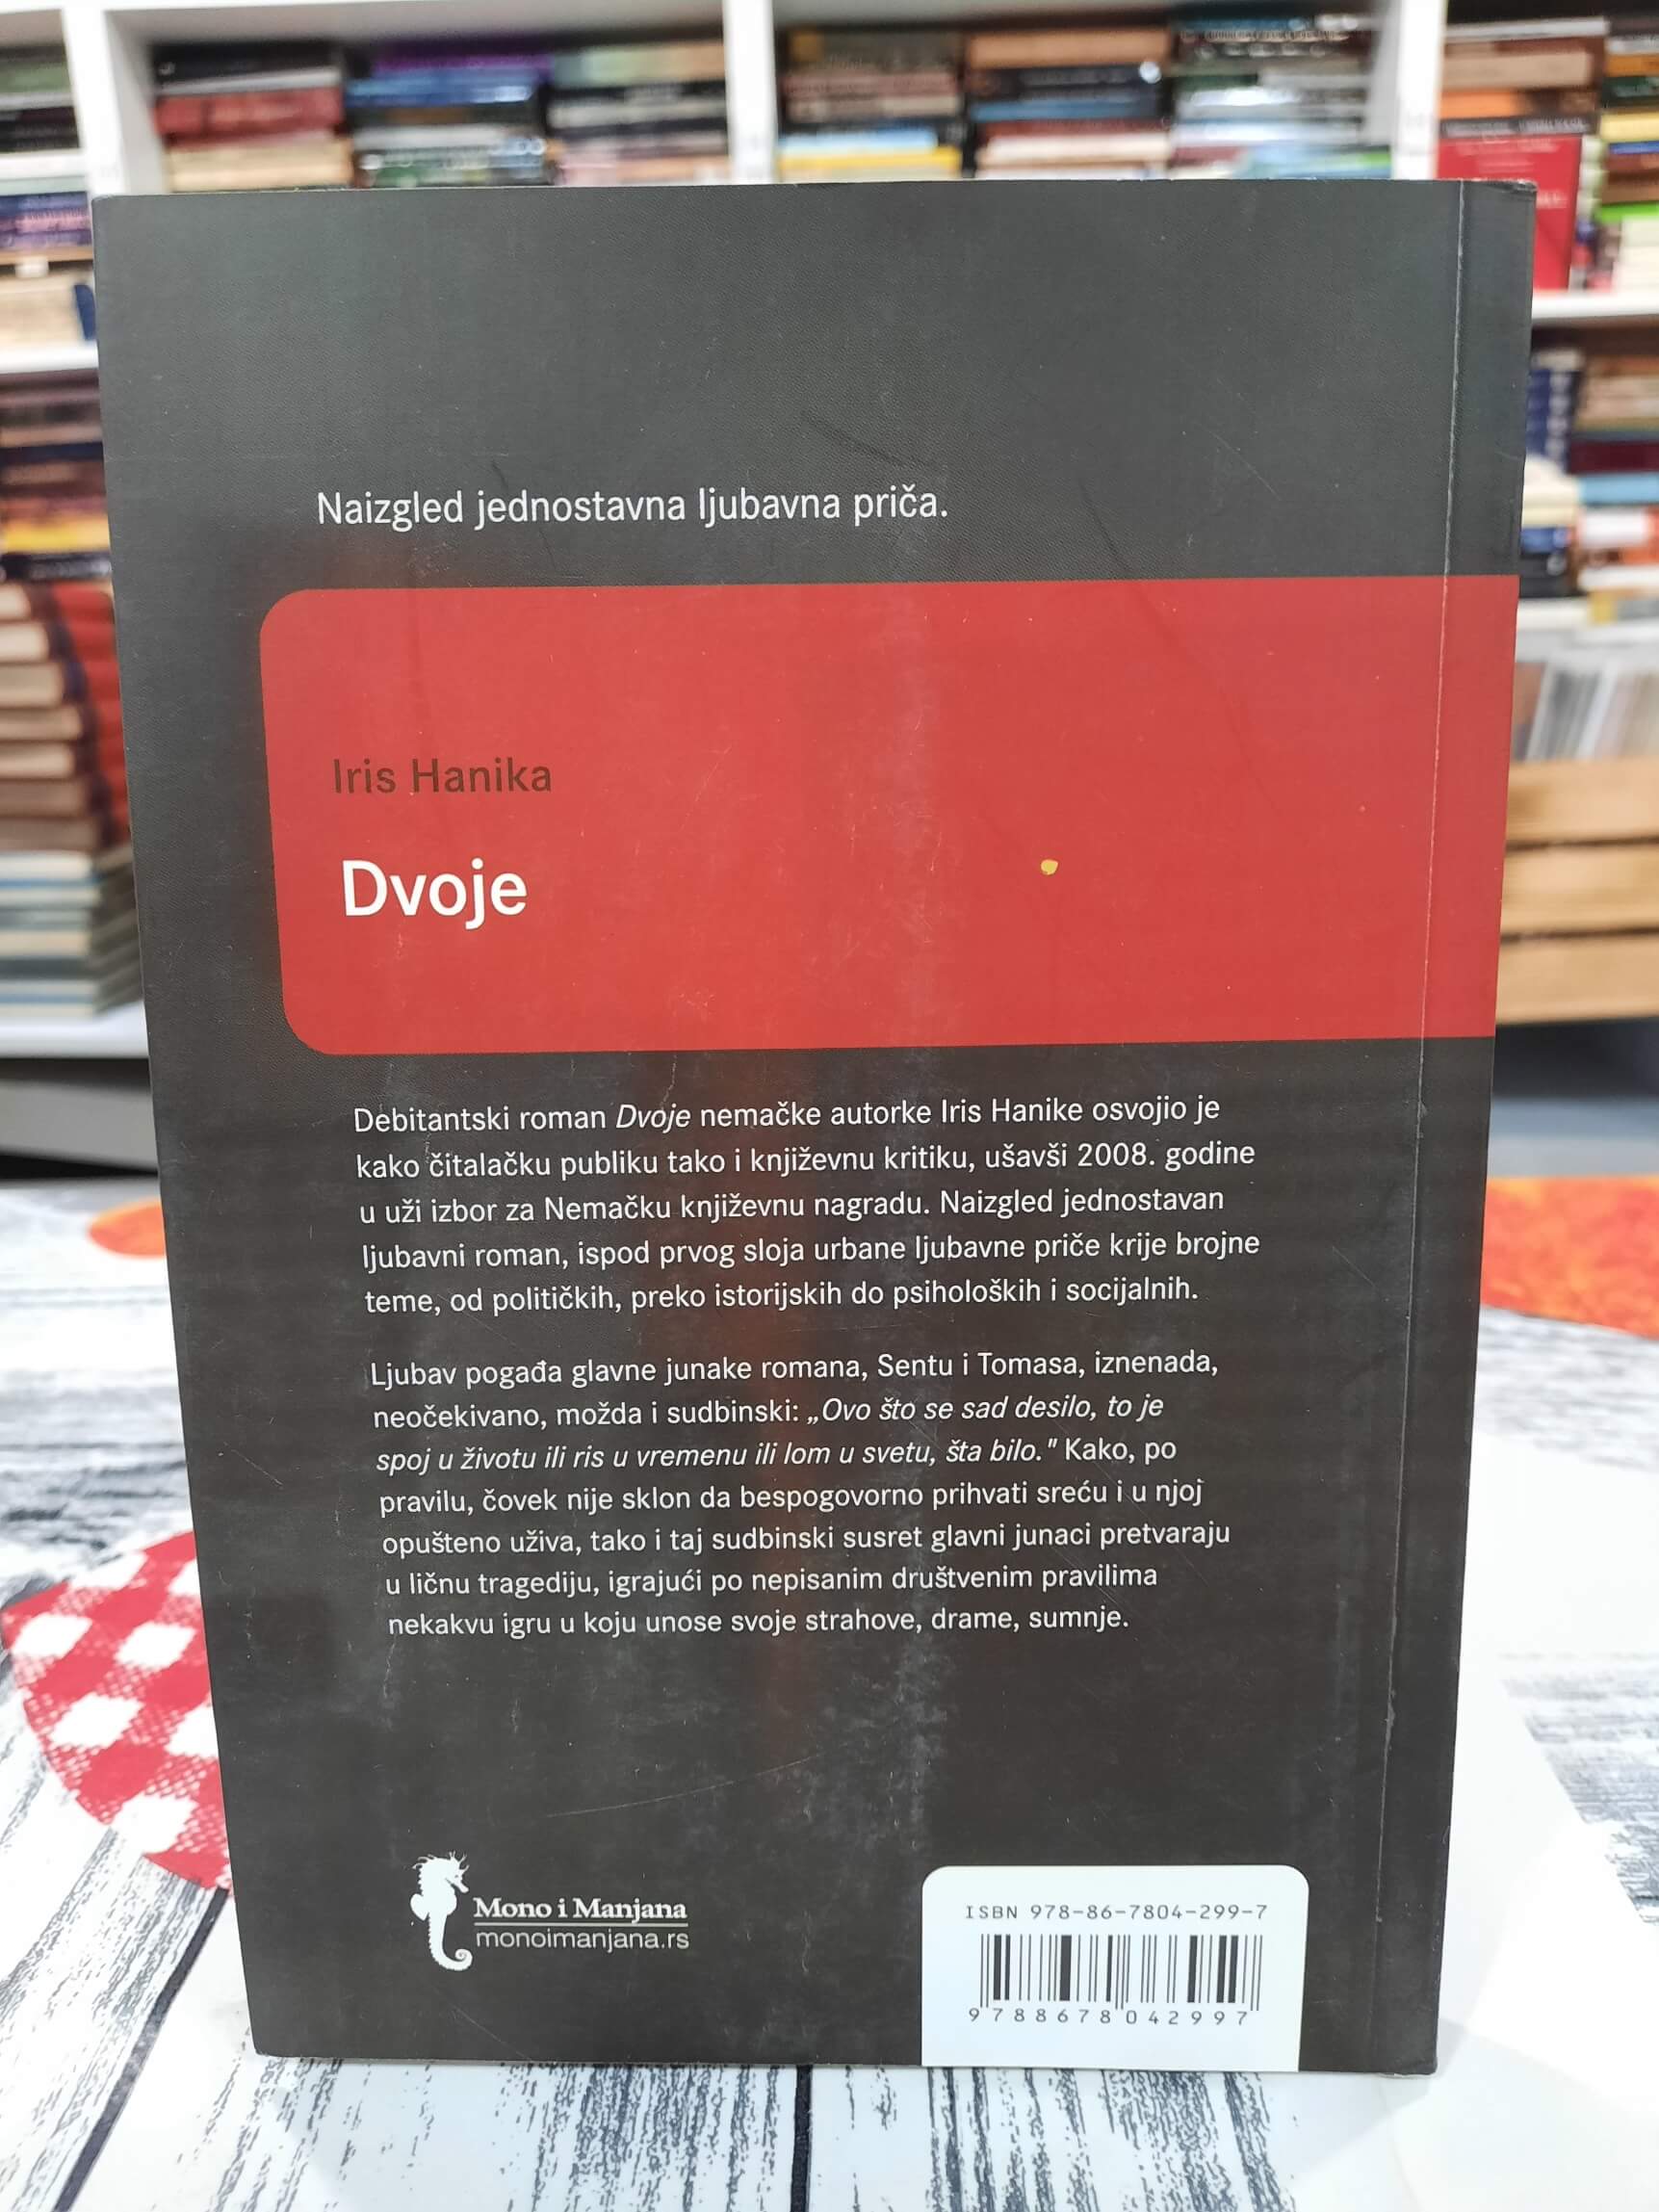 Naizgled jednostavna ljubavna priča.
Iris Hanika
Dvoje
Debitantski roman Dvoje nemačke autorke Iris Hanike osvojio je
kako čitalačku publiku tako i književnu kritiku, ušavši 2008. godine
u uži izbor za Nemačku književnu nagradu. Naizgled jednostavan
ljubavni roman, ispod prvog sloja urbane ljubavne priče krije brojne
teme, od političkih, preko istorijskih do psiholoških i socijalnih.
Ljubav pogađa glavne junake romana, Sentu i Tomasa, iznenada,
neočekivano, možda i sudbinski: „Ovo što se sad desilo, to je
spoj u životu ili ris u vremenu ili lom u svetu, šta bilo." Kako, po
pravilu, čovek nije sklon da bespogovorno prihvati sreću i u njoj
opušteno uživa, tako i taj sudbinski susret glavni junaci pretvaraju
u ličnu tragediju, igrajući po nepisanim društvenim pravilima
nekakvu igru u koju unose svoje strahove, drame, sumnje.
Mono i Manjana
monoimanjana.rs
ISBN 978-86-7804-299-7
9 788678 042997